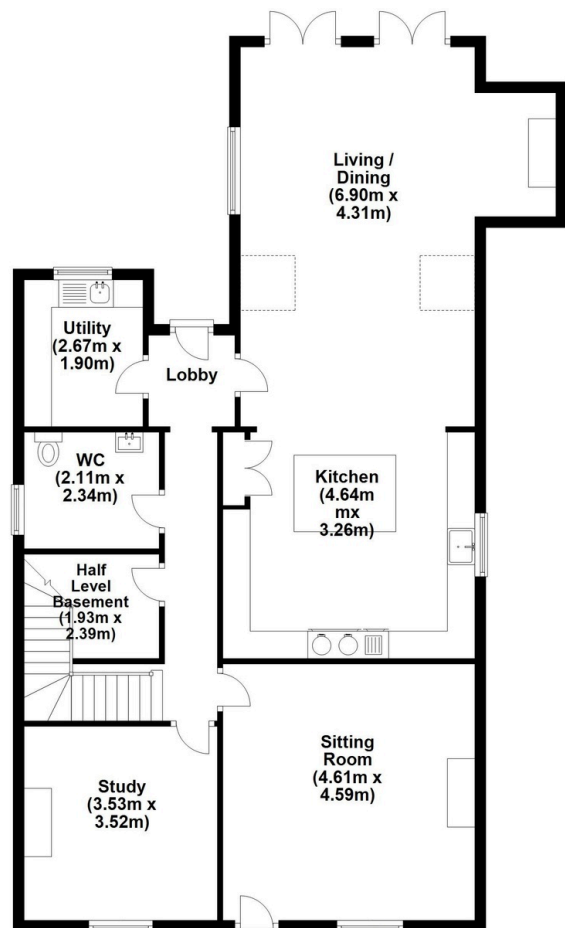 Living /
Dining
(6.90m x
4.31m)
Utility
(2.67m x
1.90m)
Lobby
WC
(2.11m x
2.34m)
Kitchen
(4.64m
mx
3.26m)
Half
Level
Basement
(1.93m x
2.39m)
Sitting
Room
(4.61m x
4.59m)
Study
(3.53m x
3.52m)